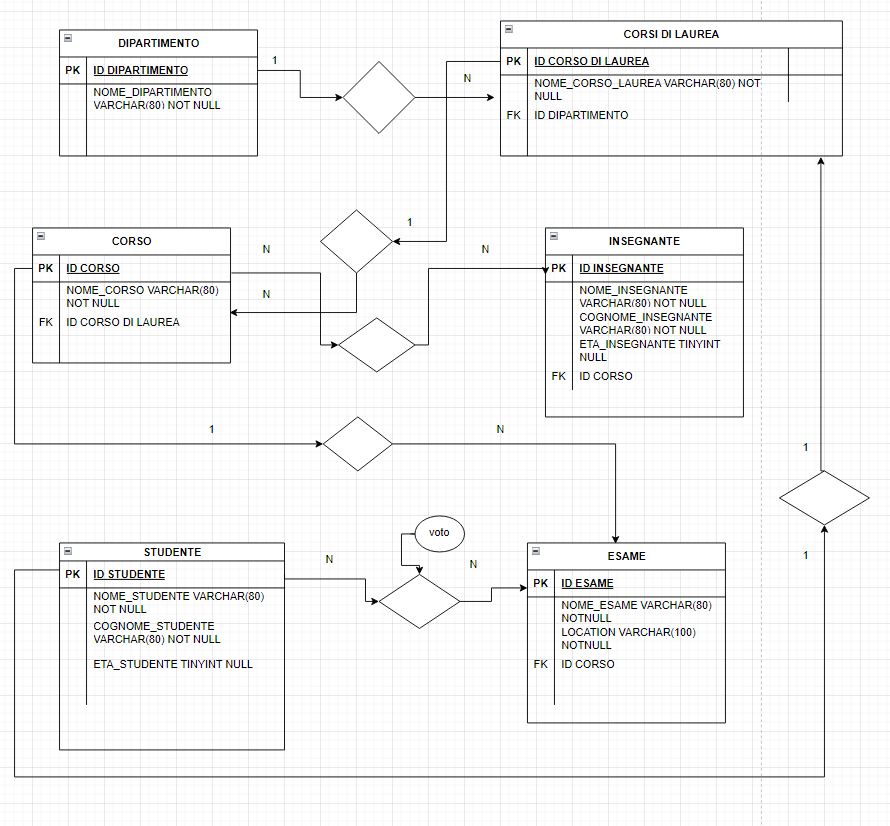 DIPARTIMENTO
PK ID DIPARTIMENTO
NOME_DIPARTIMENTO
VARCHAR(80) NOT NULL
1
N
CORSI DI LAUREA
PK ID CORSO DI LAUREA
NOME_CORSO_LAUREA VARCHAR(80) NOT
NULL
FK ID DIPARTIMENTO
CORSO
PK ID CORSO
NOME_CORSO VARCHAR(80)
NOT NULL
FK ID CORSO DI LAUREA
N
N
1
N
INSEGNANTE
PK ID INSEGNANTE
NOME_INSEGNANTE
VARCHAR(80) NOT NULL
COGNOME_INSEGNANTE
VARCHAR(80) NOT NULL
ETA_INSEGNANTE TINYINT
NULL
FK ID CORSO
1
N
1
1
STUDENTE
PK ID STUDENTE
NOME_STUDENTE VARCHAR(80)
NOT NULL
COGNOME_STUDENTE
VARCHAR(80) NOT NULL
ETA_STUDENTE TINYINT NULL
N
voto
N
ESAME
PK ID ESAME
NOME_ESAME VARCHAR(80)
NOTNULL
LOCATION VARCHAR(100)
NOTNULL
FK ID CORSO